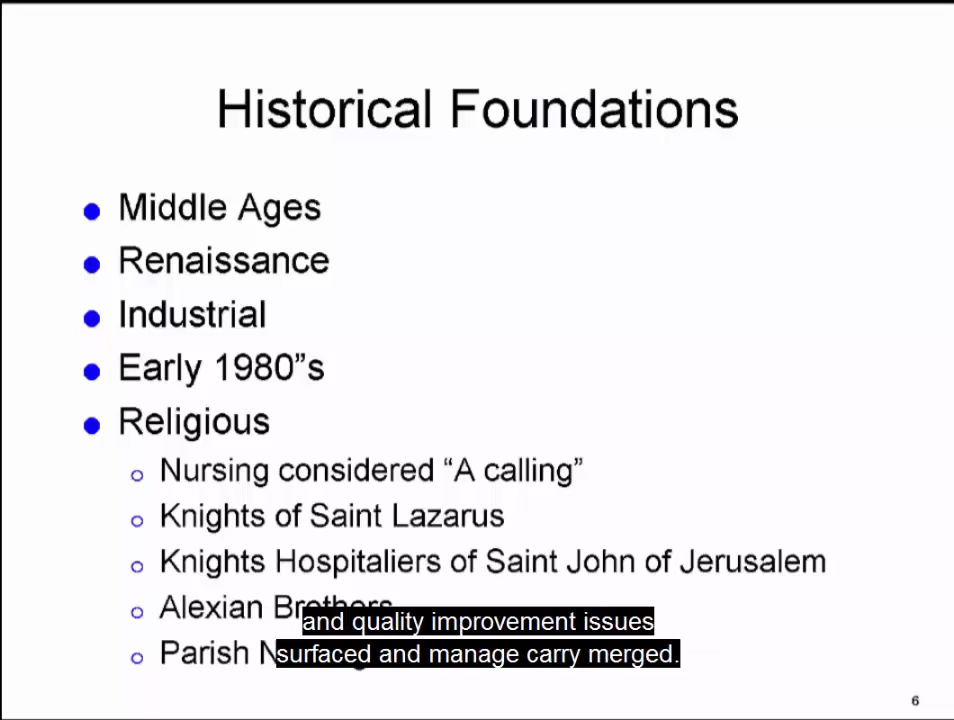 Historical Foundations
Middle Ages
Renaissance
Industrial
Early 1980”s
Religious
Nursing considered “A calling”
Knights of Saint Lazarus
Knights Hospitaliers of Saint John of Jerusalem
Alexian Brothers
and quality improvement issues
Parish
surfaced and manage carry merged.
6